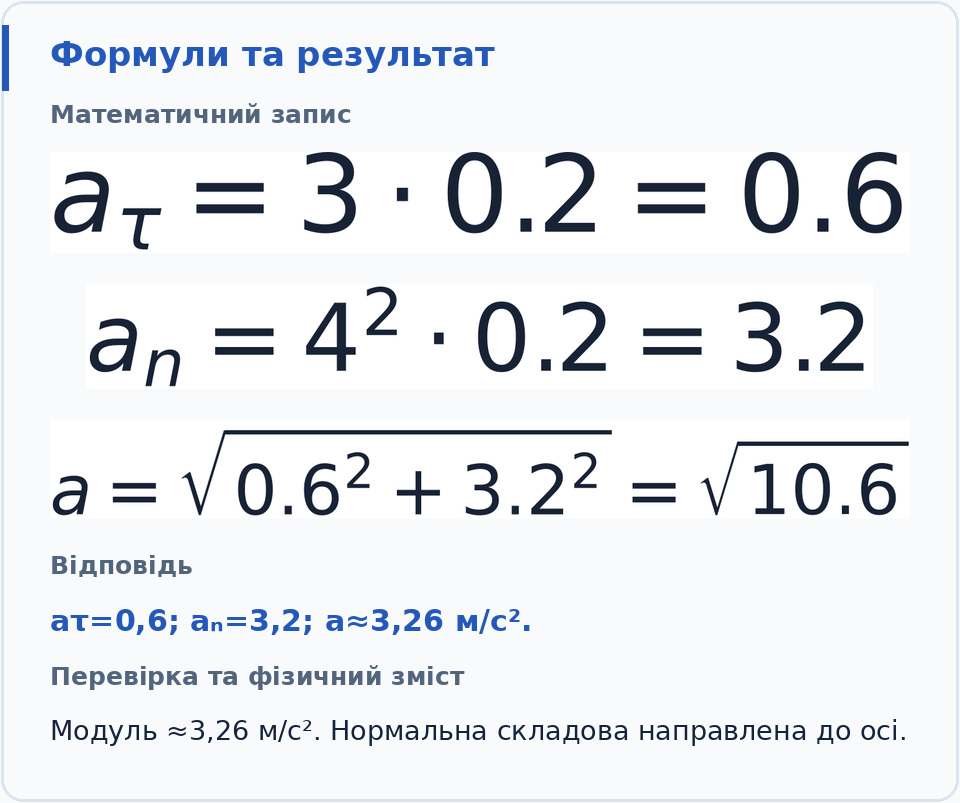 Формули та результат
Математичний запис
a_τ = 3 · 0.2 = 0.6
a_n = 4² · 0.2 = 3.2
a = √(0.6² + 3.2²) = √10.6
Відповідь
aτ=0,6; aₙ=3,2; a≈3,26 м/с².
Перевірка та фізичний зміст
Модуль ≈3,26 м/с². Нормальна складова направлена до осі.